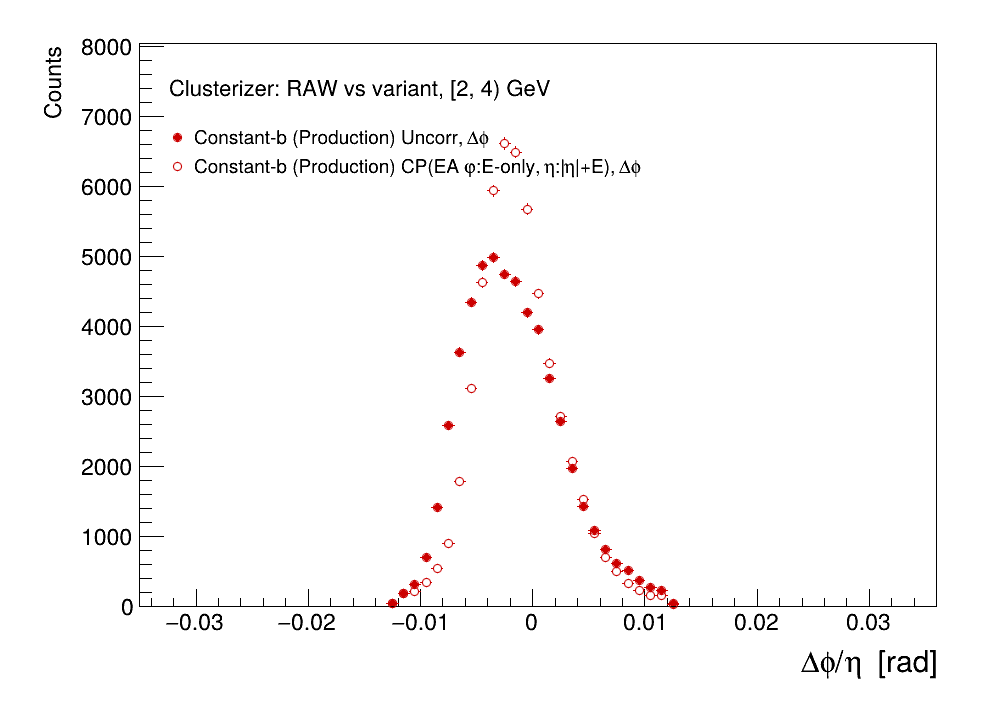 Counts
8000
7000
6000
5000
4000
3000
2000
1000
0
Clusterizer: RAW vs variant, [2, 4) GeV
Constant-b (Production) Uncorr, Δϕ
Constant-b (Production) CP(EA φ:E-only, η:|η|+E), Δϕ
−0.03 −0.02 −0.01 0 0.01 0.02 0.03
Δϕ/η [rad]